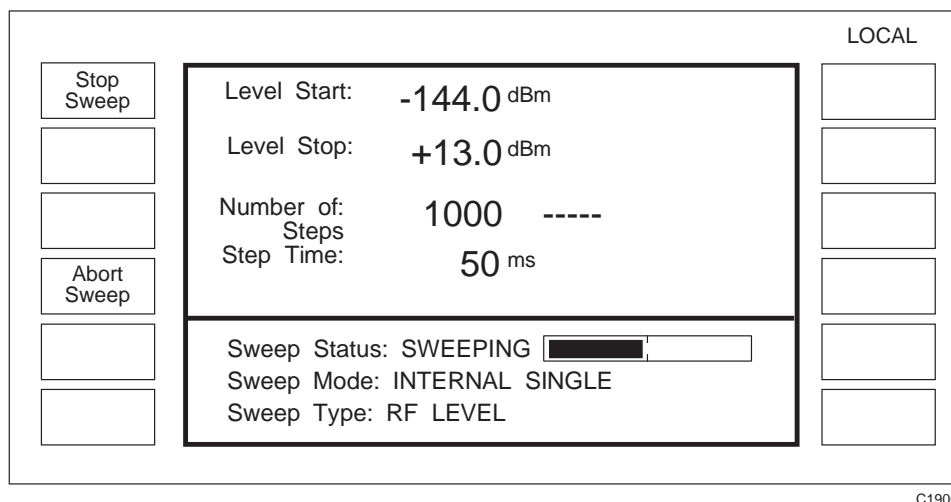 LOCAL
Stop
Sweep
Level Start: -144.0 dBm
Level Stop: +13.0 dBm
Number of: 1000 -----
Steps
Step Time: 50 ms
Abort
Sweep
Sweep Status: SWEEPING
Sweep Mode: INTERNAL SINGLE
Sweep Type: RF LEVEL
C1908